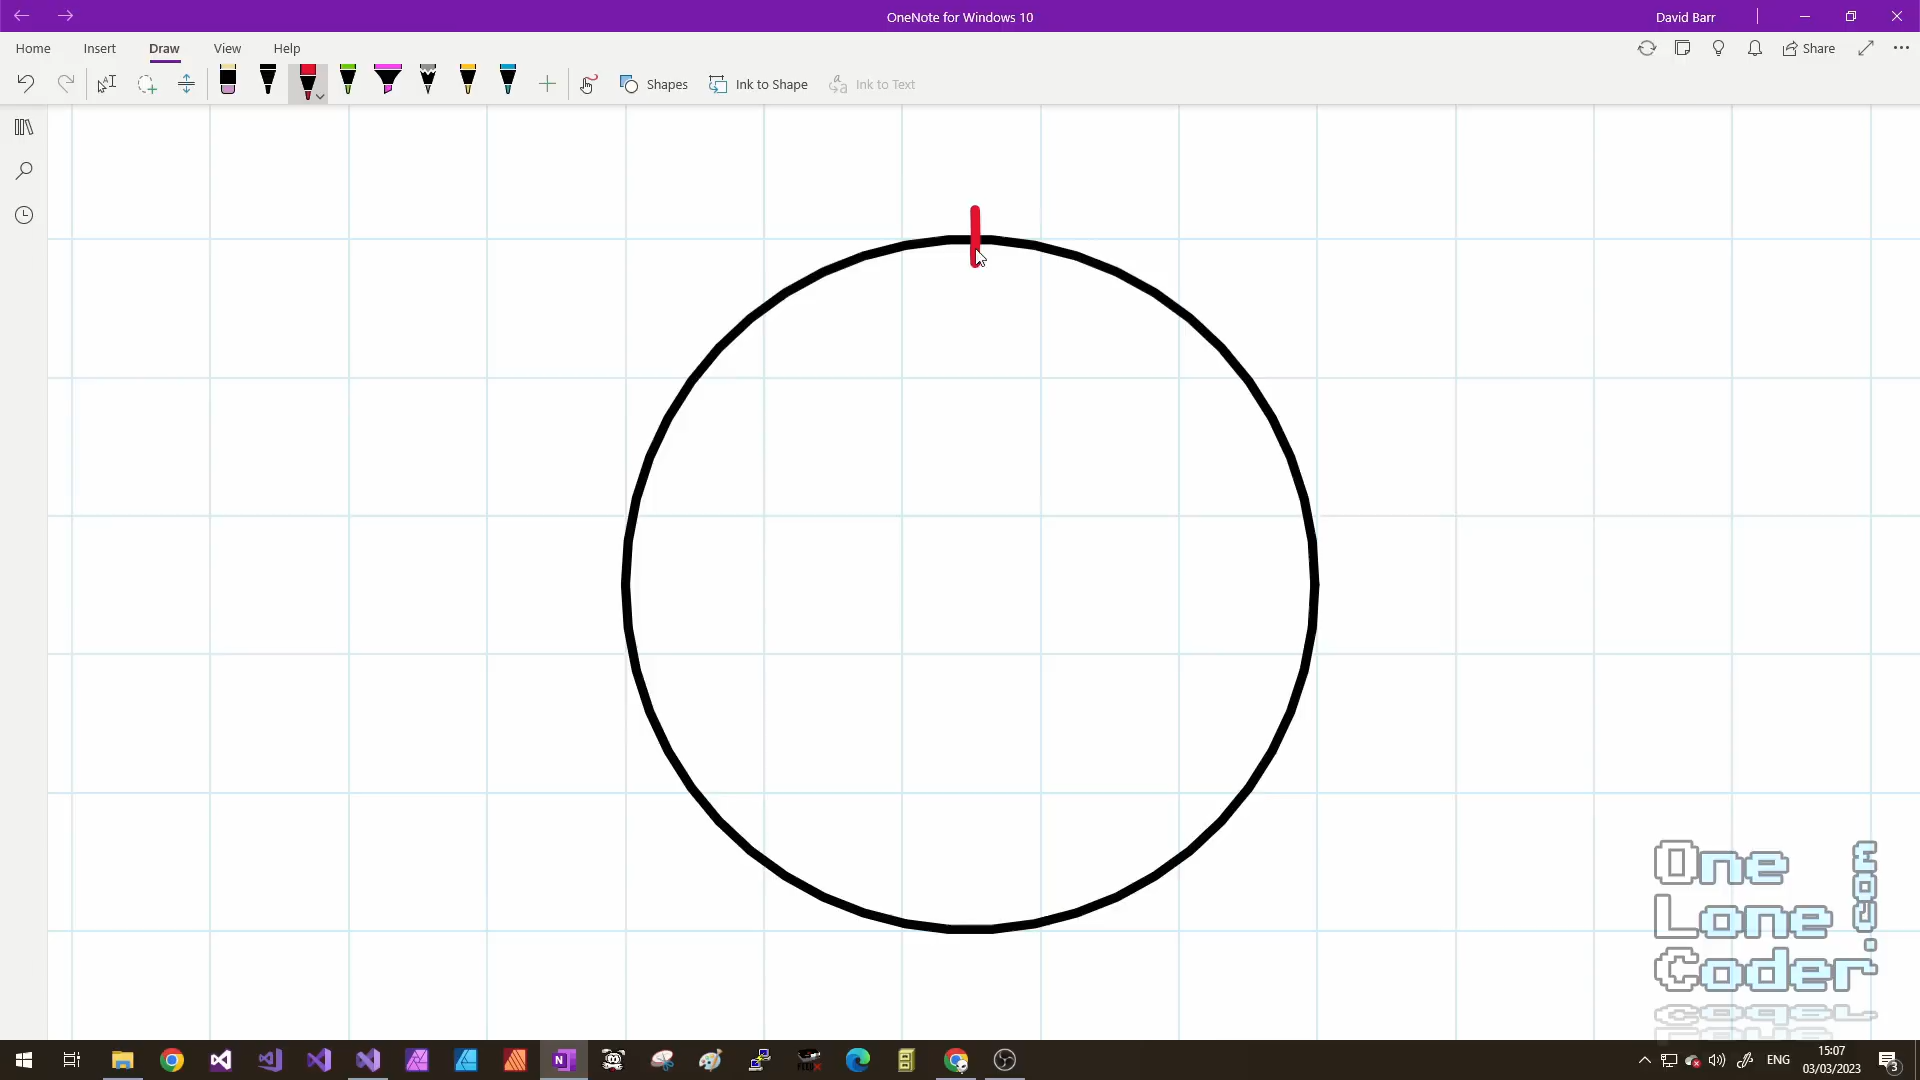 OneNote for Windows 10
David Barr
Home
Insert
Draw
View
Help
Share
Shapes
Ink to Shape
Ink to Text
One
Lone
Coder
.com
ENG
15:07
03/03/2023
3